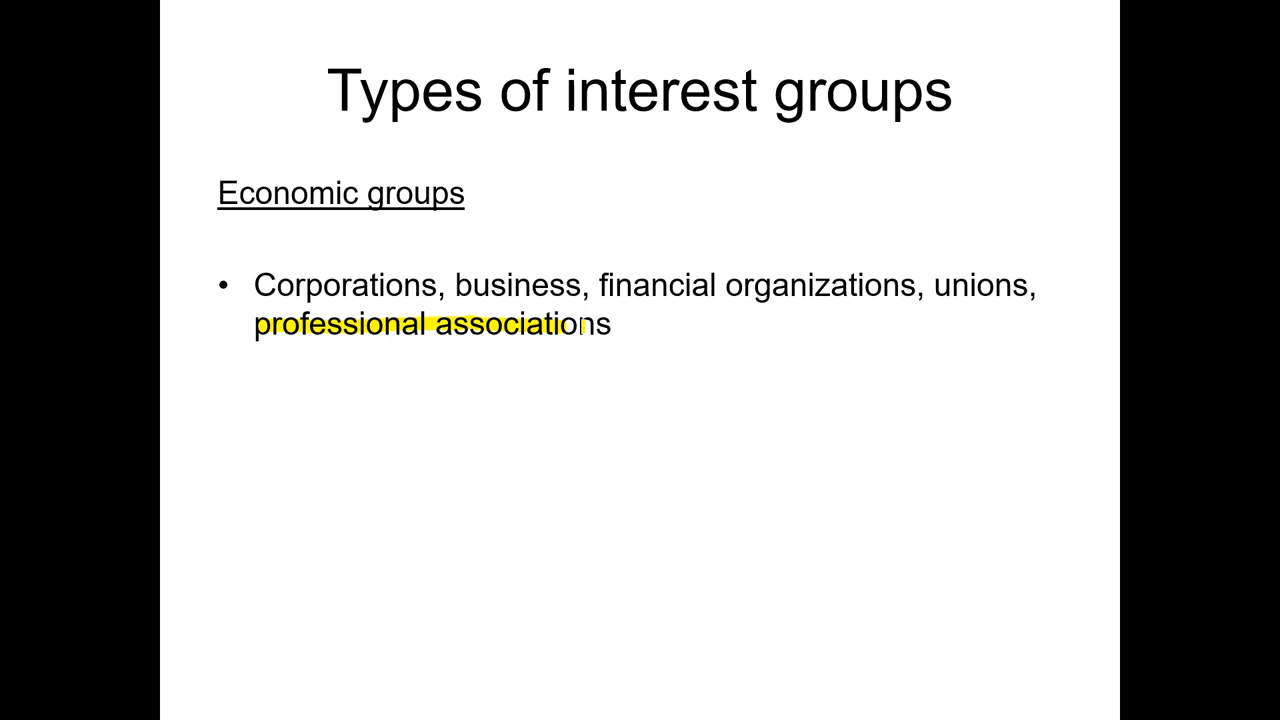 Types of interest groups
Economic groups
• Corporations, business, financial organizations, unions,
professional associations